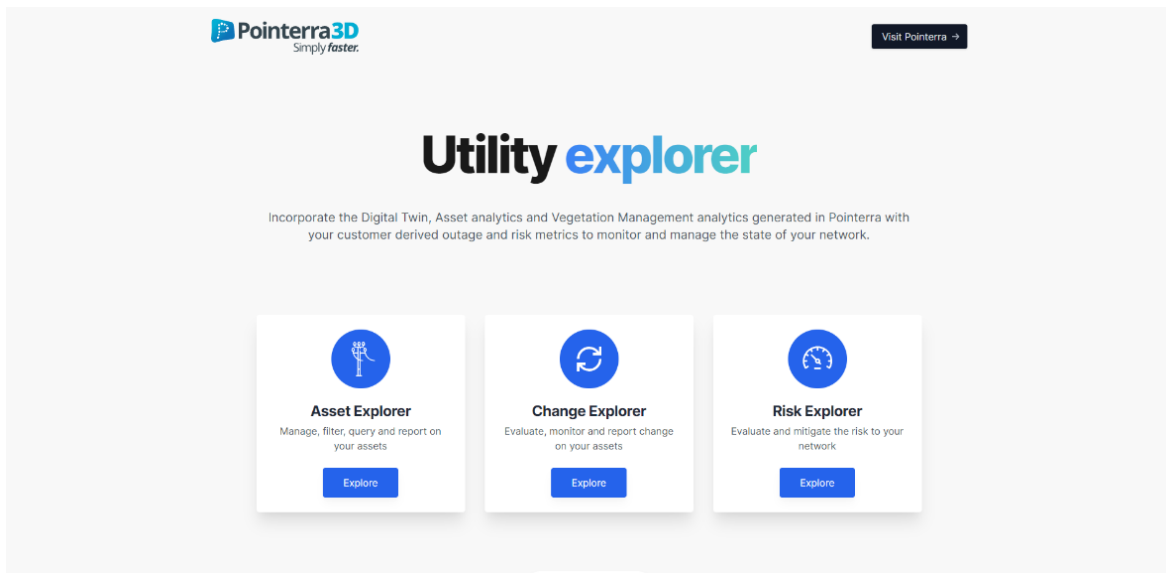 Pointerra3D
Simply faster.
Visit Pointerra →
Utility explorer
Incorporate the Digital Twin, Asset analytics and Vegetation Management analytics generated in Pointerra with
your customer derived outage and risk metrics to monitor and manage the state of your network.
Asset Explorer
Manage, filter, query and report on
your assets
Explore
Change Explorer
Evaluate, monitor and report change
on your assets
Explore
Risk Explorer
Evaluate and mitigate the risk to your
network
Explore